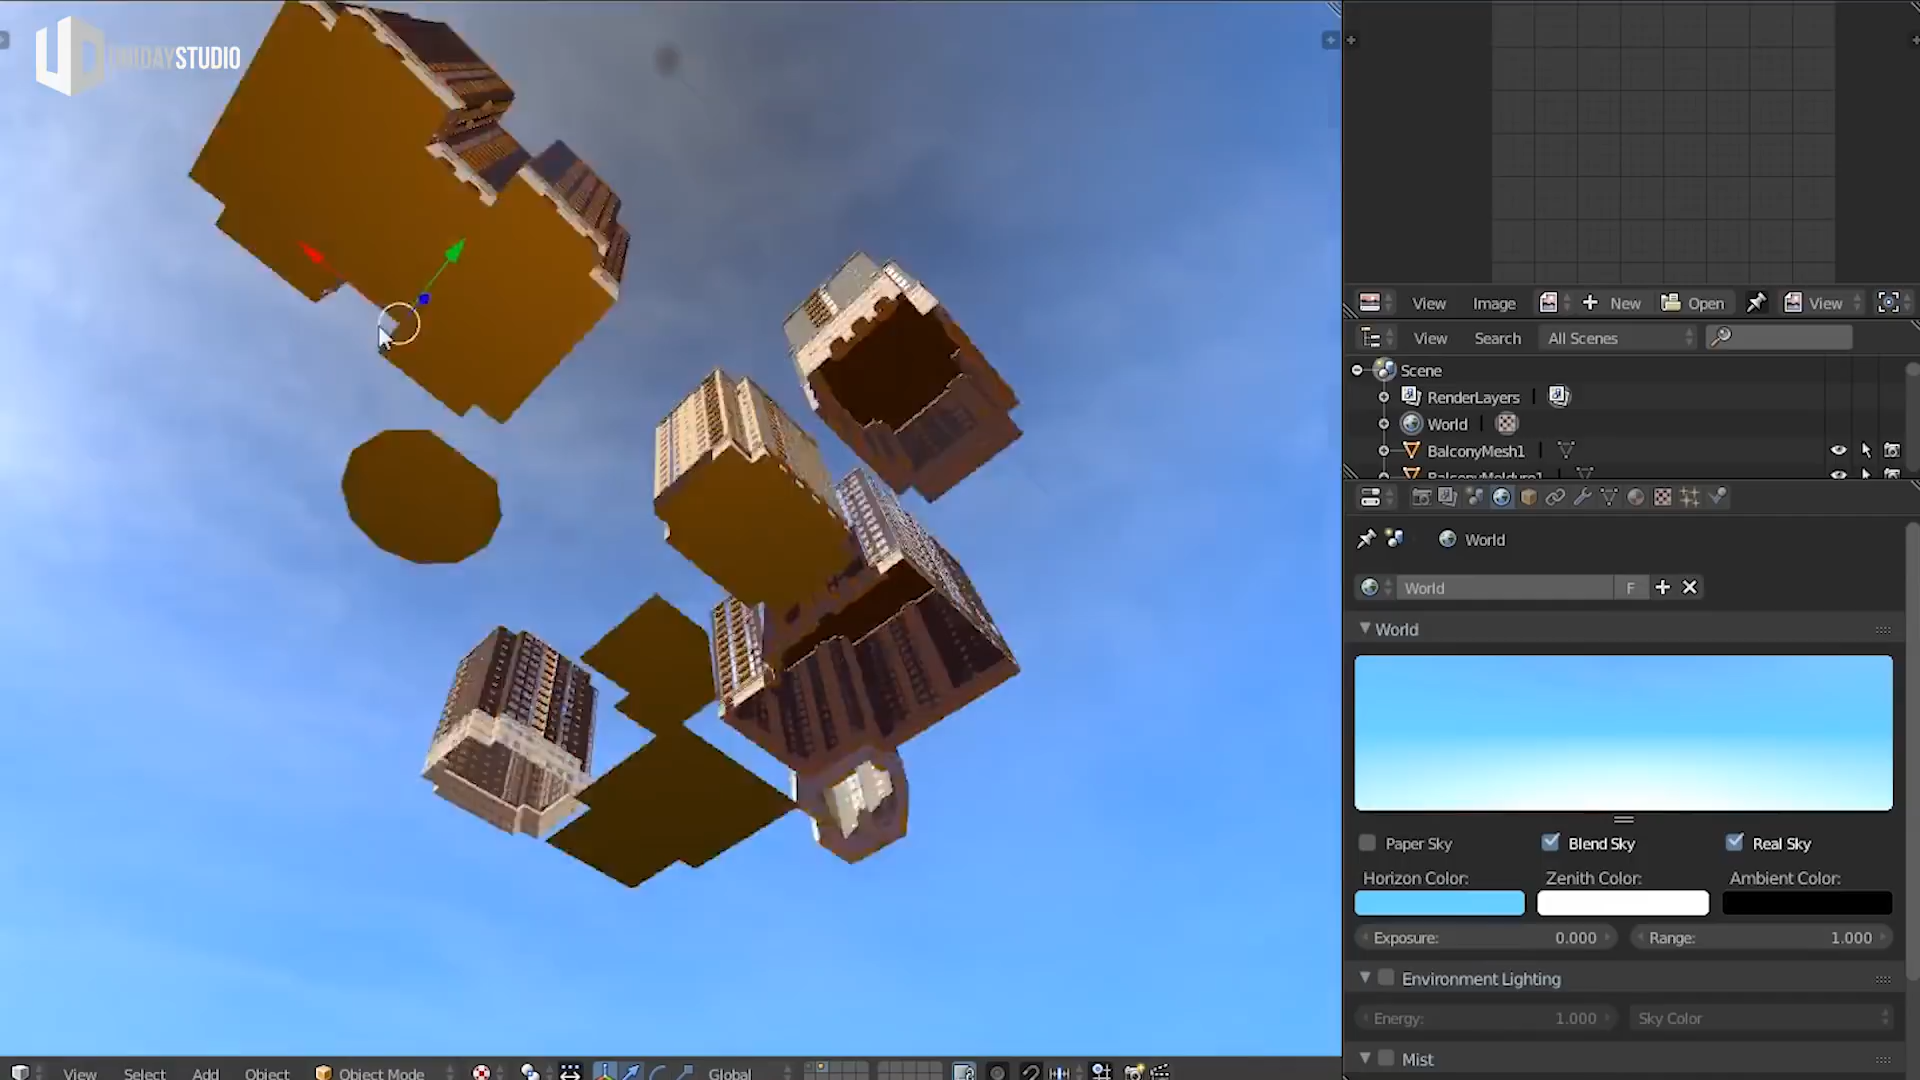 UNIDAYSTUDIO
View Image New Open View
View Search All Scenes
Scene
RenderLayers
World
BalconyMesh1
World
World F
World
Paper Sky Blend Sky Real Sky
Horizon Color: Zenith Color: Ambient Color:
Exposure: 0.000 Range: 1.000
Environment Lighting
Energy: 1.000 Sky Color
Mist
View Select Add Object Object Mode Global